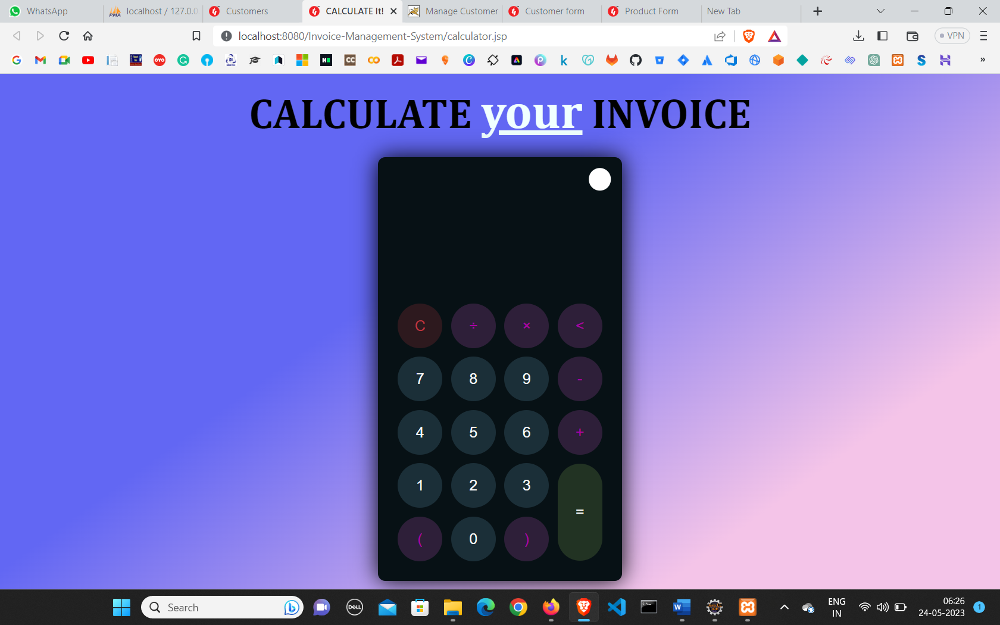 WhatsApp
localhost / 127.0.0
Customers
CALCULATE It!
Manage Customer
Customer form
Product Form
New Tab
localhost:8080/Invoice-Management-System/calculator.jsp
VPN
CALCULATE your INVOICE
C ÷ × <
7 8 9 -
4 5 6 +
1 2 3
=
( 0 )
Search
ENG
IN
06:26
24-05-2023
1